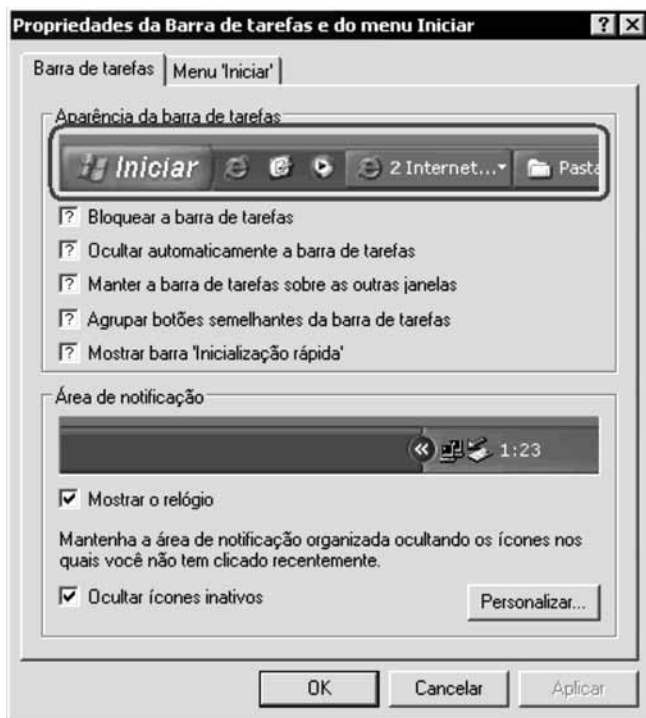 Propriedades da Barra de tarefas e do menu Iniciar ? X
Barra de tarefas Menu 'Iniciar'
Aparência da barra de tarefas
Iniciar 2 Internet... Pasta
? Bloquear a barra de tarefas
? Ocultar automaticamente a barra de tarefas
? Manter a barra de tarefas sobre as outras janelas
? Agrupar botões semelhantes da barra de tarefas
? Mostrar barra 'Inicialização rápida'
Área de notificação
« 1:23
Mostrar o relógio
Mantenha a área de notificação organizada ocultando os ícones nos
quais você não tem clicado recentemente.
Ocultar ícones inativos Personalizar...
OK Cancelar Aplicar